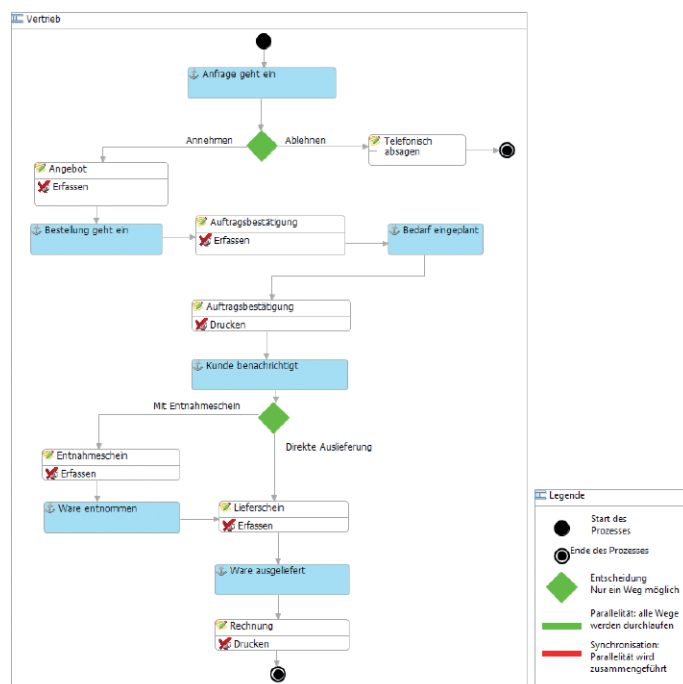 Vertrieb
Anfrage geht ein
Annehmen
Ablehnen
Telefonisch
absagen
Angebot
Erfassen
Bestellung geht ein
Auftragsbestätigung
Erfassen
Bedarf eingeplant
Auftragsbestätigung
Drucken
Kunde benachrichtigt
Mit Entnahmeschein
Direkte Auslieferung
Entnahmeschein
Erfassen
Ware entnommen
Lieferschein
Erfassen
Ware ausgeliefert
Rechnung
Drucken
Legende
Start des
Prozesses
Ende des Prozesses
Entscheidung
Nur ein Weg möglich
Parallelität: alle Wege
werden durchlaufen
Synchronisation:
Parallelität wird
zusammengeführt